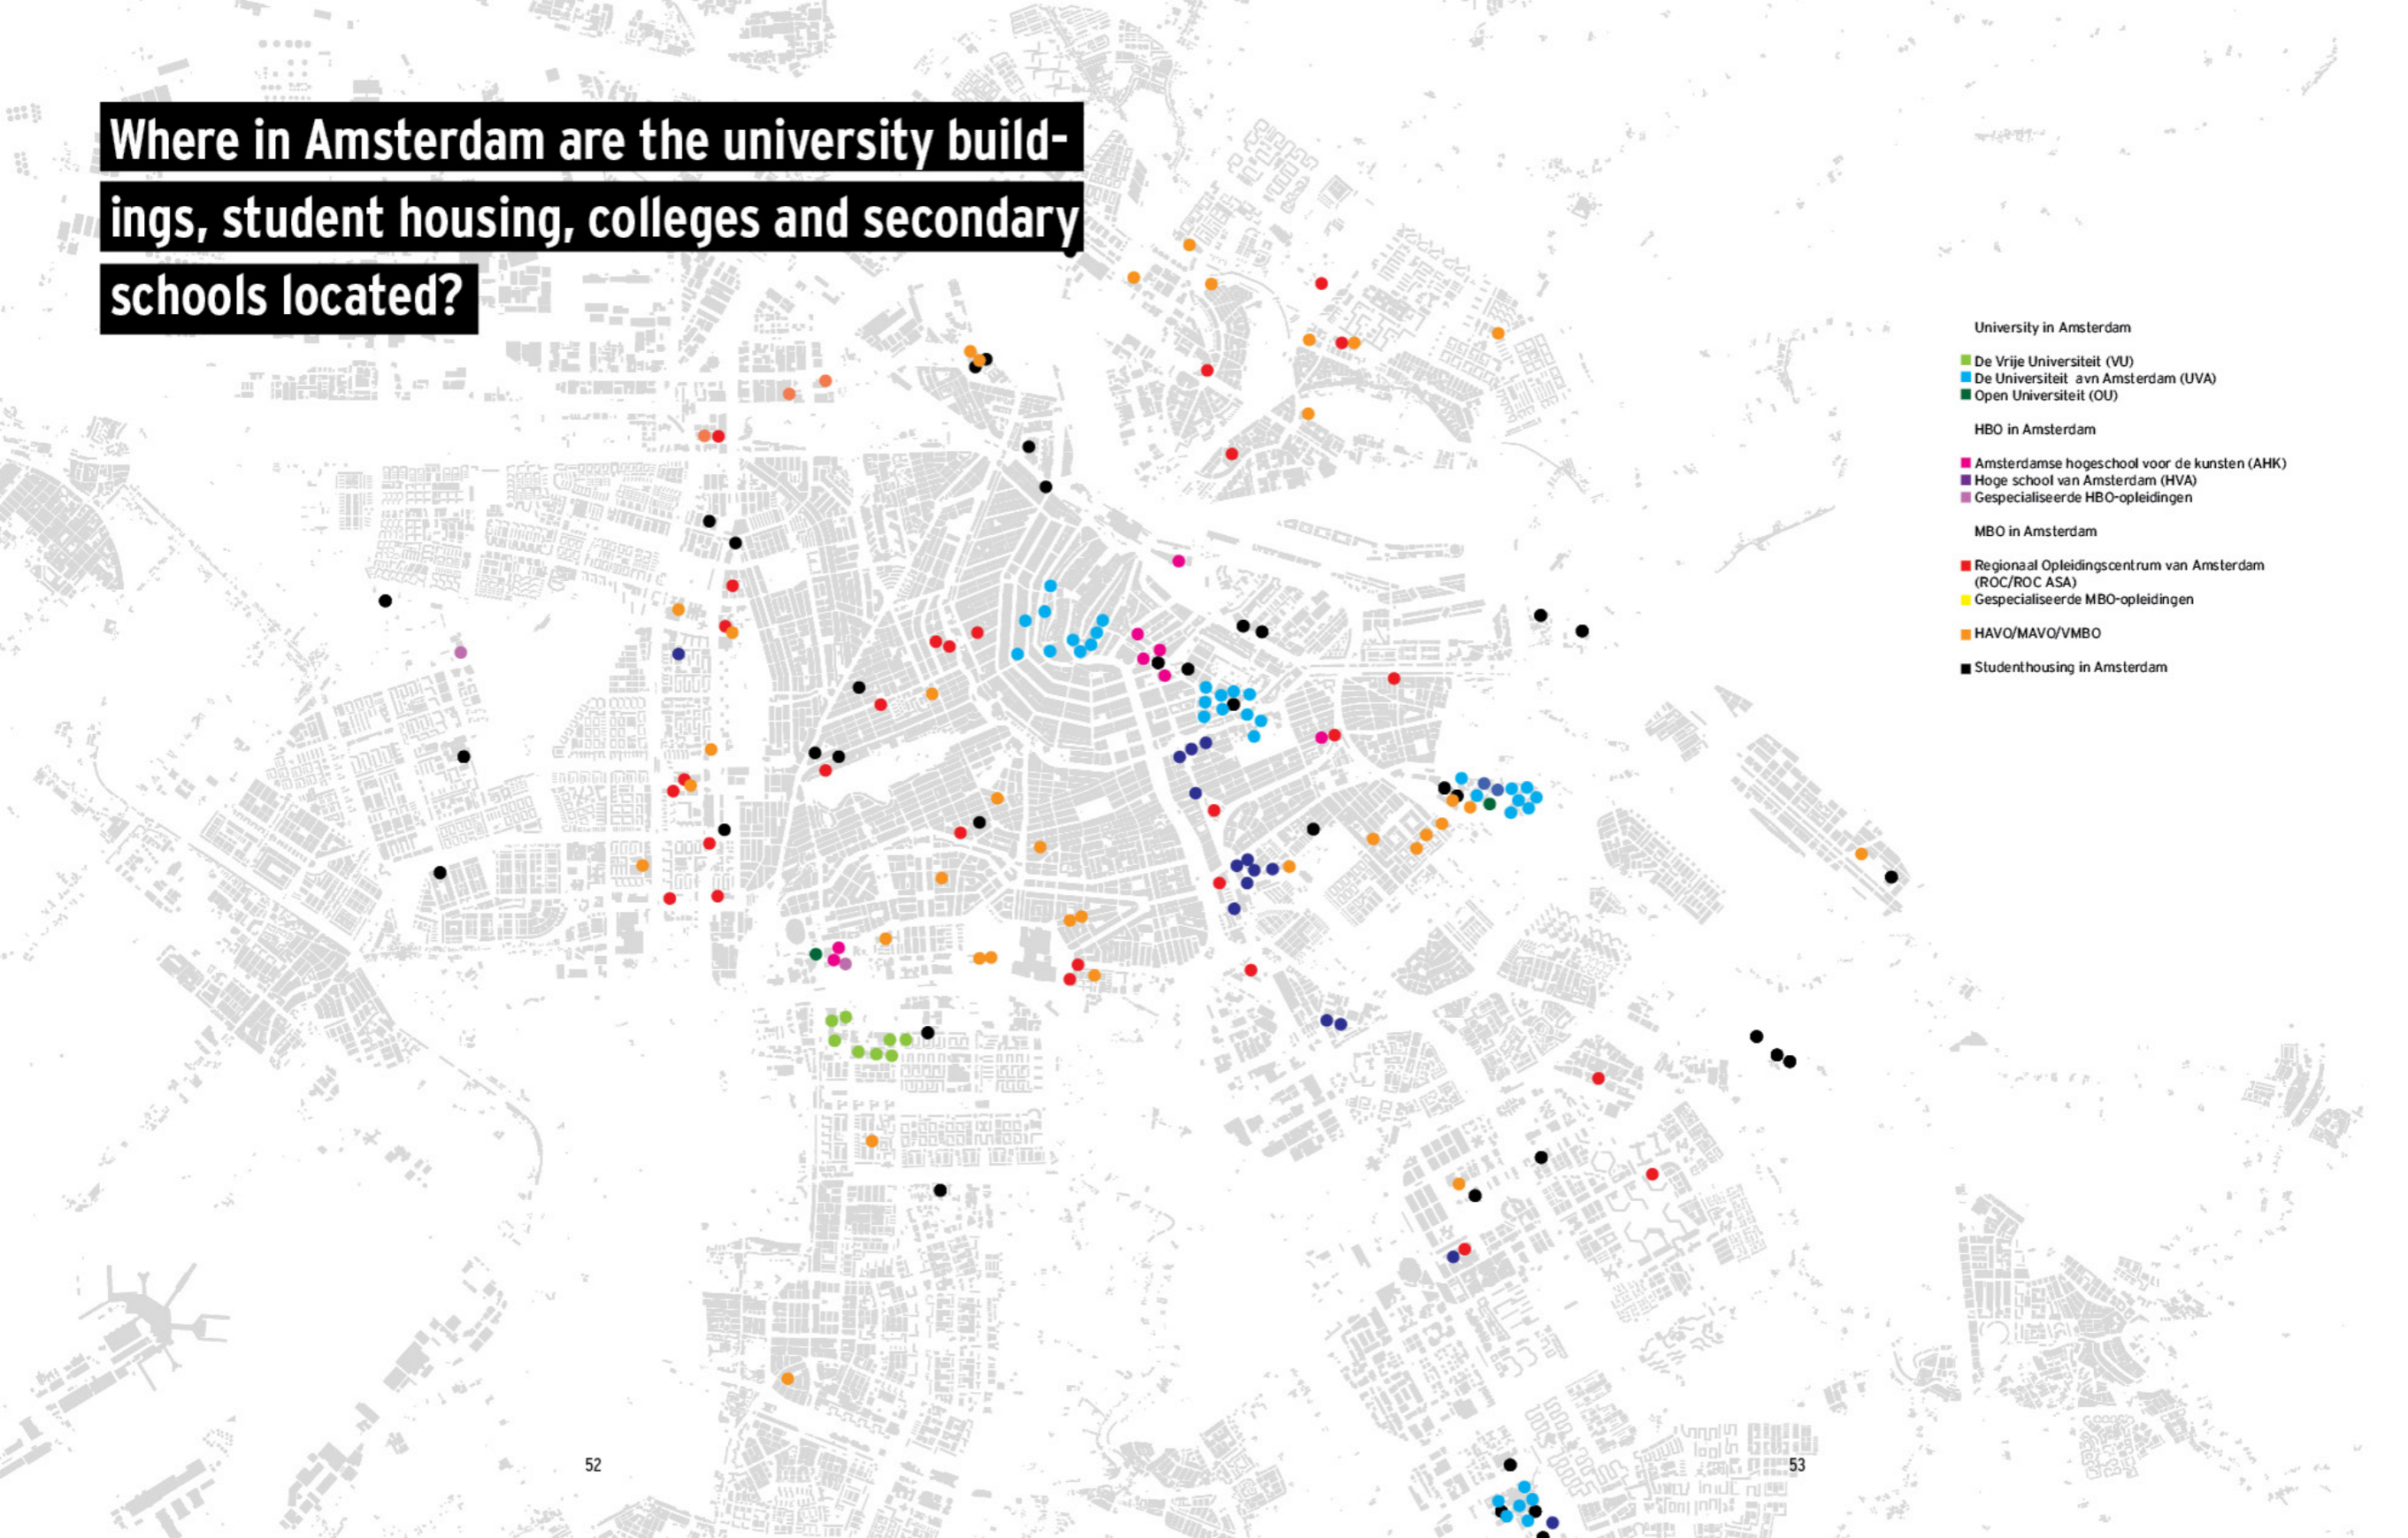 Where in Amsterdam are the university build-
ings, student housing, colleges and secondary
schools located?
University in Amsterdam
De Vrije Universiteit (VU)
De Universiteit avn Amsterdam (UVA)
Open Universiteit (OU)
HBO in Amsterdam
Amsterdamse hogeschool voor de kunsten (AHK)
Hoge school van Amsterdam (HVA)
Gespecialiseerde HBO-opleidingen
MBO in Amsterdam
Regionaal Opleidingscentrum van Amsterdam
(ROC/ROC ASA)
Gespecialiseerde MBO-opleidingen
HAVO/MAVO/VMBO
Studenthousing in Amsterdam
52
53